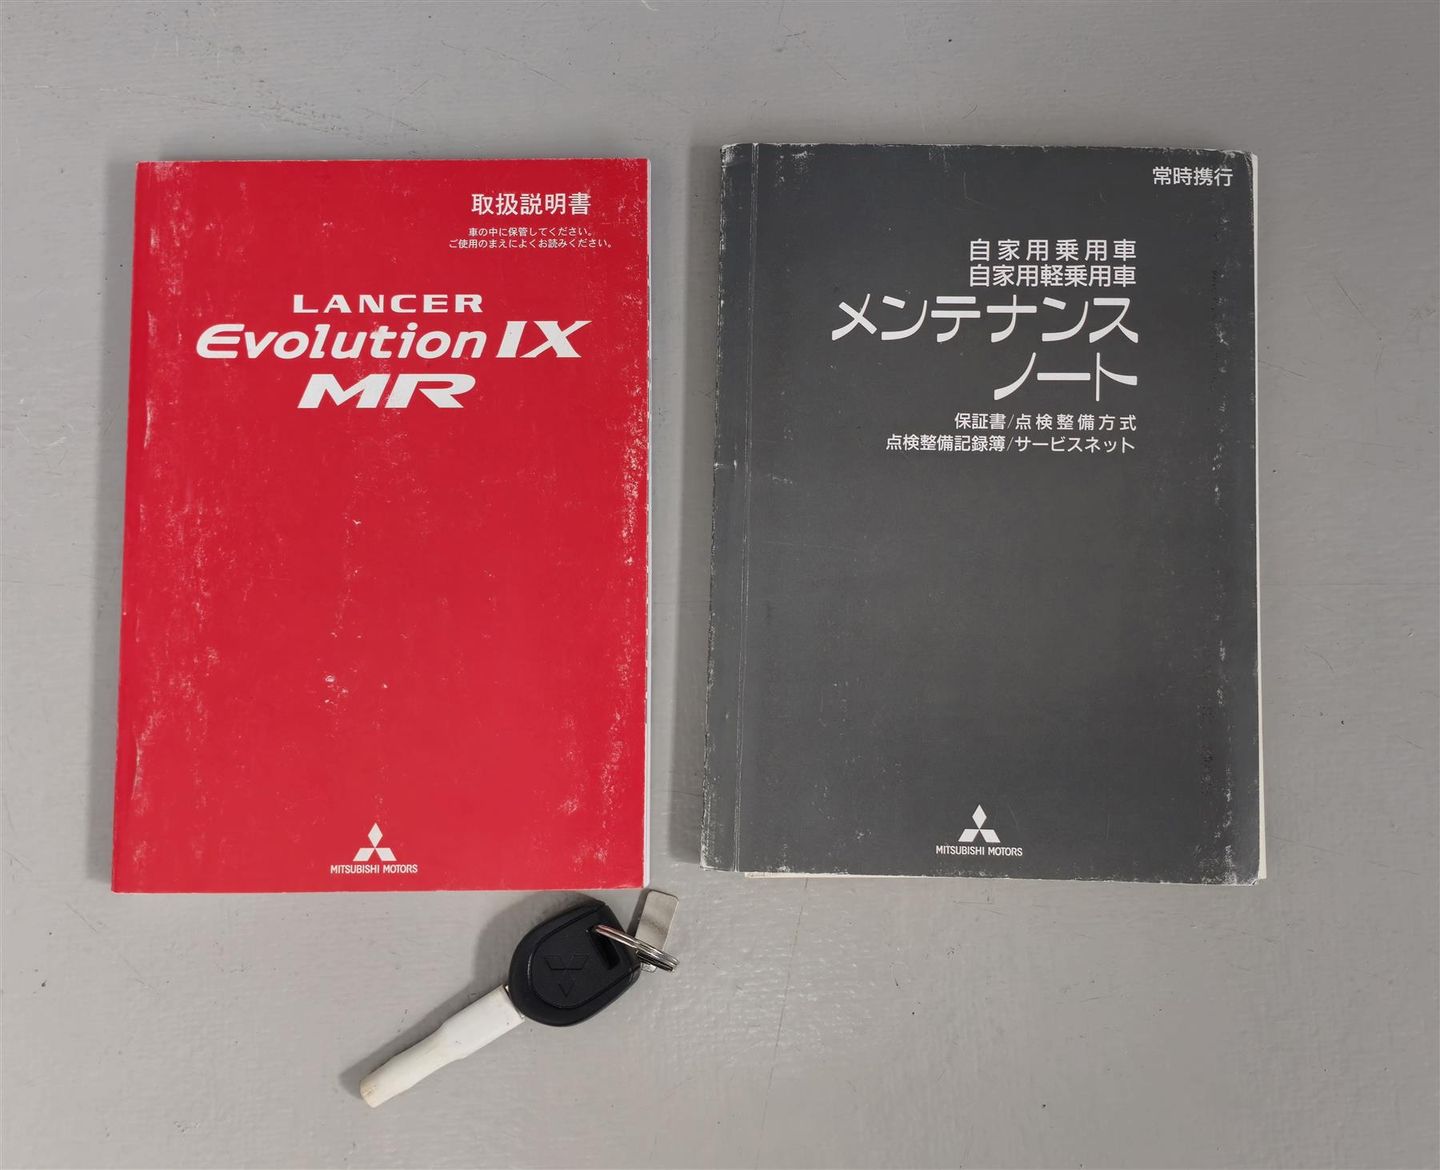 取扱説明書
車の中に保管してください。
ご使用のまえによくお読みください。
LANCER
Evolution IX
MR
MITSUBISHI MOTORS
常時携行
自家用乗用車
自家用軽乗用車
メンテナンス
ノート
保証書/点検整備方式
点検整備記録簿/サービスネット
MITSUBISHI MOTORS